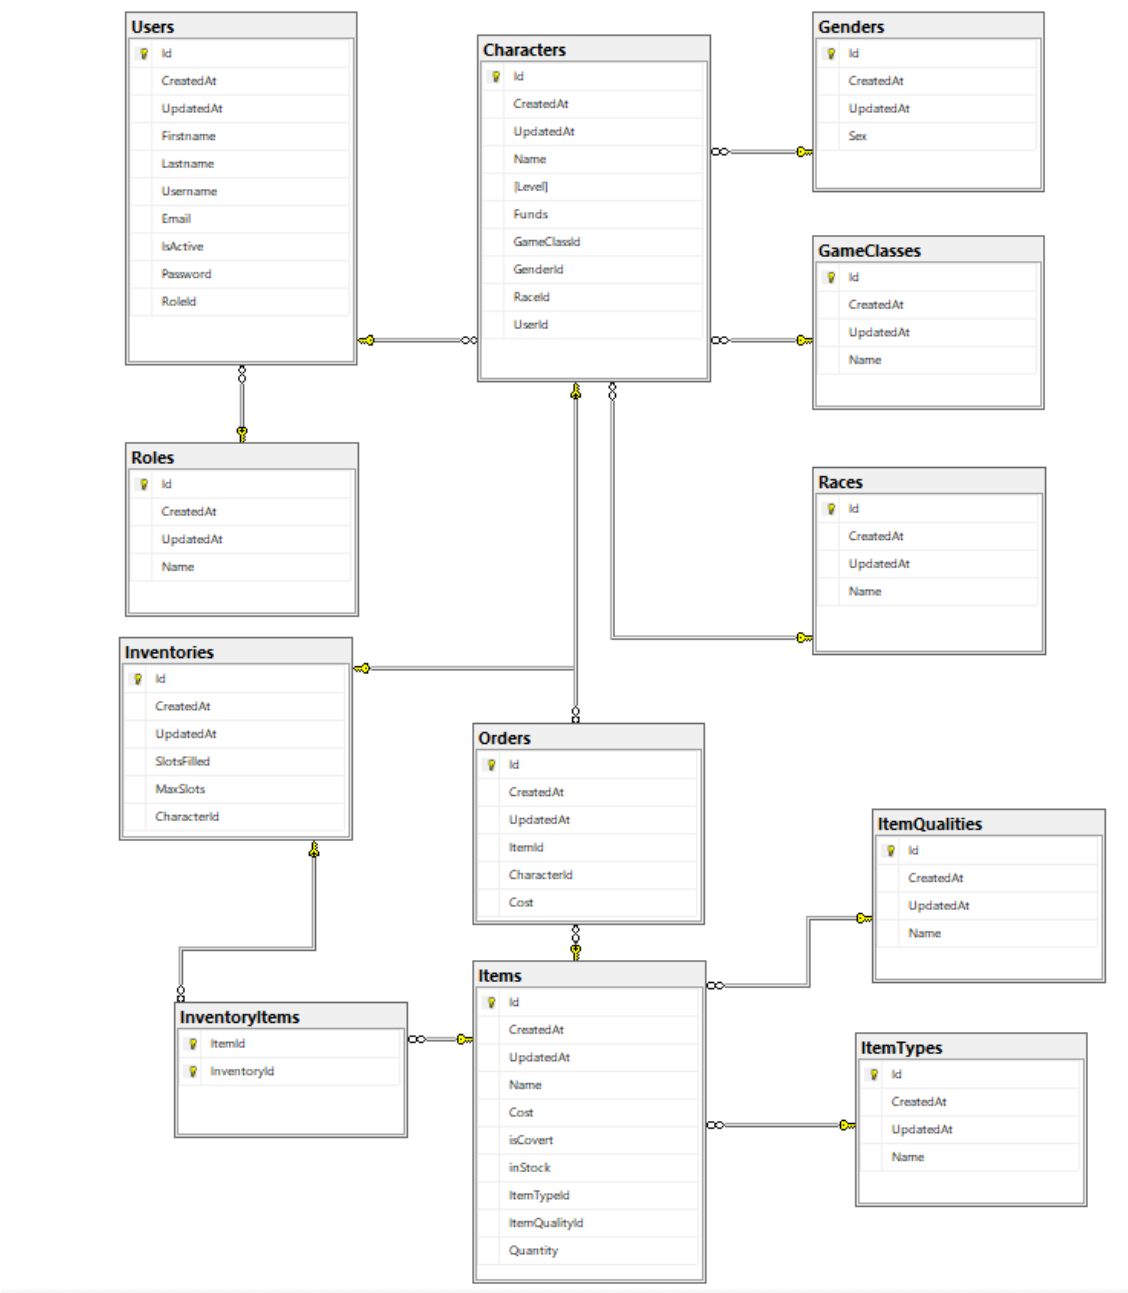 Users
Id
CreatedAt
UpdatedAt
Firstname
Lastname
Username
Email
IsActive
Password
RoleId
Characters
Id
CreatedAt
UpdatedAt
Name
[Level]
Funds
GameClassId
GenderId
RaceId
UserId
Genders
Id
CreatedAt
UpdatedAt
Sex
GameClasses
Id
CreatedAt
UpdatedAt
Name
Roles
Id
CreatedAt
UpdatedAt
Name
Races
Id
CreatedAt
UpdatedAt
Name
Inventories
Id
CreatedAt
UpdatedAt
SlotsFilled
MaxSlots
CharacterId
Orders
Id
CreatedAt
UpdatedAt
ItemId
CharacterId
Cost
ItemQualities
Id
CreatedAt
UpdatedAt
Name
InventoryItems
ItemId
InventoryId
Items
Id
CreatedAt
UpdatedAt
Name
Cost
isCovert
inStock
ItemTypeId
ItemQualityId
Quantity
ItemTypes
Id
CreatedAt
UpdatedAt
Name